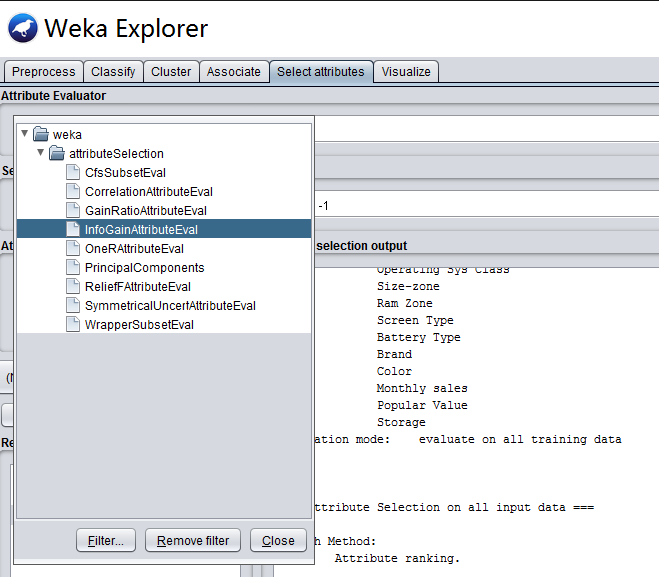 Weka Explorer
Preprocess Classify Cluster Associate Select attributes Visualize
Attribute Evaluator
weka
attributeSelection
CfsSubsetEval
CorrelationAttributeEval
GainRatioAttributeEval
InfoGainAttributeEval
OneRAttributeEval
PrincipalComponents
ReliefFAttributeEval
SymmetricalUncertAttributeEval
WrapperSubsetEval
Filter... Remove filter Close
Se
-1
At
selection output
Operating Sys Class
Size-zone
Ram Zone
Screen Type
Battery Type
Brand
Color
Monthly sales
Popular Value
Storage
ation mode: evaluate on all training data
(N
Re
ttribute Selection on all input data ===
h Method:
Attribute ranking.